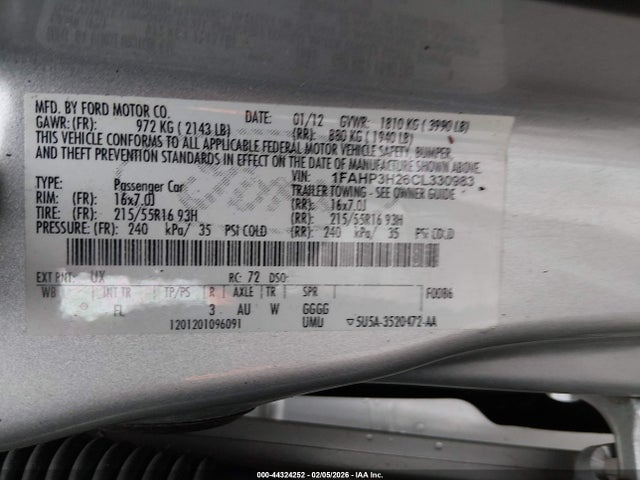 MFD. BY FORD MOTOR CO. DATE: 01/12 GVWR: 1810 KG ( 3990 LB)
GAWR: (FR): 972 KG ( 2143 LB) (RR): 880 KG ( 1940 LB)
THIS VEHICLE CONFORMS TO ALL APPLICABLE FEDERAL MOTOR VEHICLE SAFETY, BUMPER,
AND THEFT PREVENTION STANDARDS IN EFFECT ON THE DATE OF MANUFACTURE SHOWN ABOVE.
VIN: 1FAHP3H26CL330983
TYPE: Passenger Car TRAILER TOWING - SEE OWNER GUIDE
RIM: (FR): 16x7.0J (RR): 16x7.0J
TIRE: (FR): 215/55R16 93H (RR): 215/55R16 93H
PRESSURE: (FR): 240 kPa/ 35 PSI COLD (RR): 240 kPa/ 35 PSI COLD
EXT PNT: UX RC: 72 DSO:
WB INT TR TP/PS R AXLE TR SPR F0086
FL 3 AU W GGGG
1201201096091 UMU ▽5U5A-3520472-AA
000-44324252 - 02/05/2026 - IAA Inc.